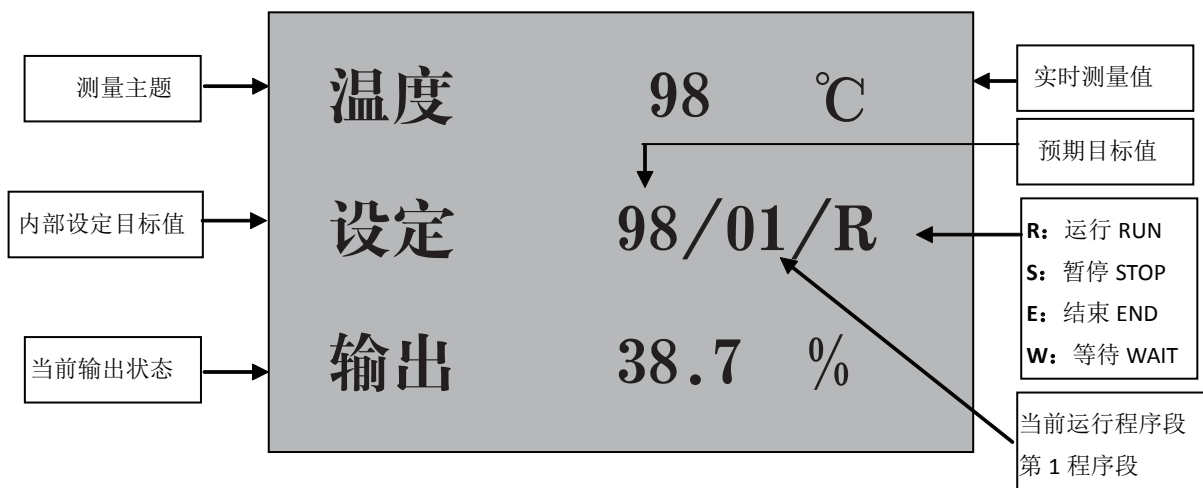 测量主题
温度 98 ℃
实时测量值
预期目标值
内部设定目标值
设定 98/01/R
R：运行 RUN
S：暂停 STOP
E：结束 END
W：等待 WAIT
当前输出状态
输出 38.7 %
当前运行程序段
第 1 程序段